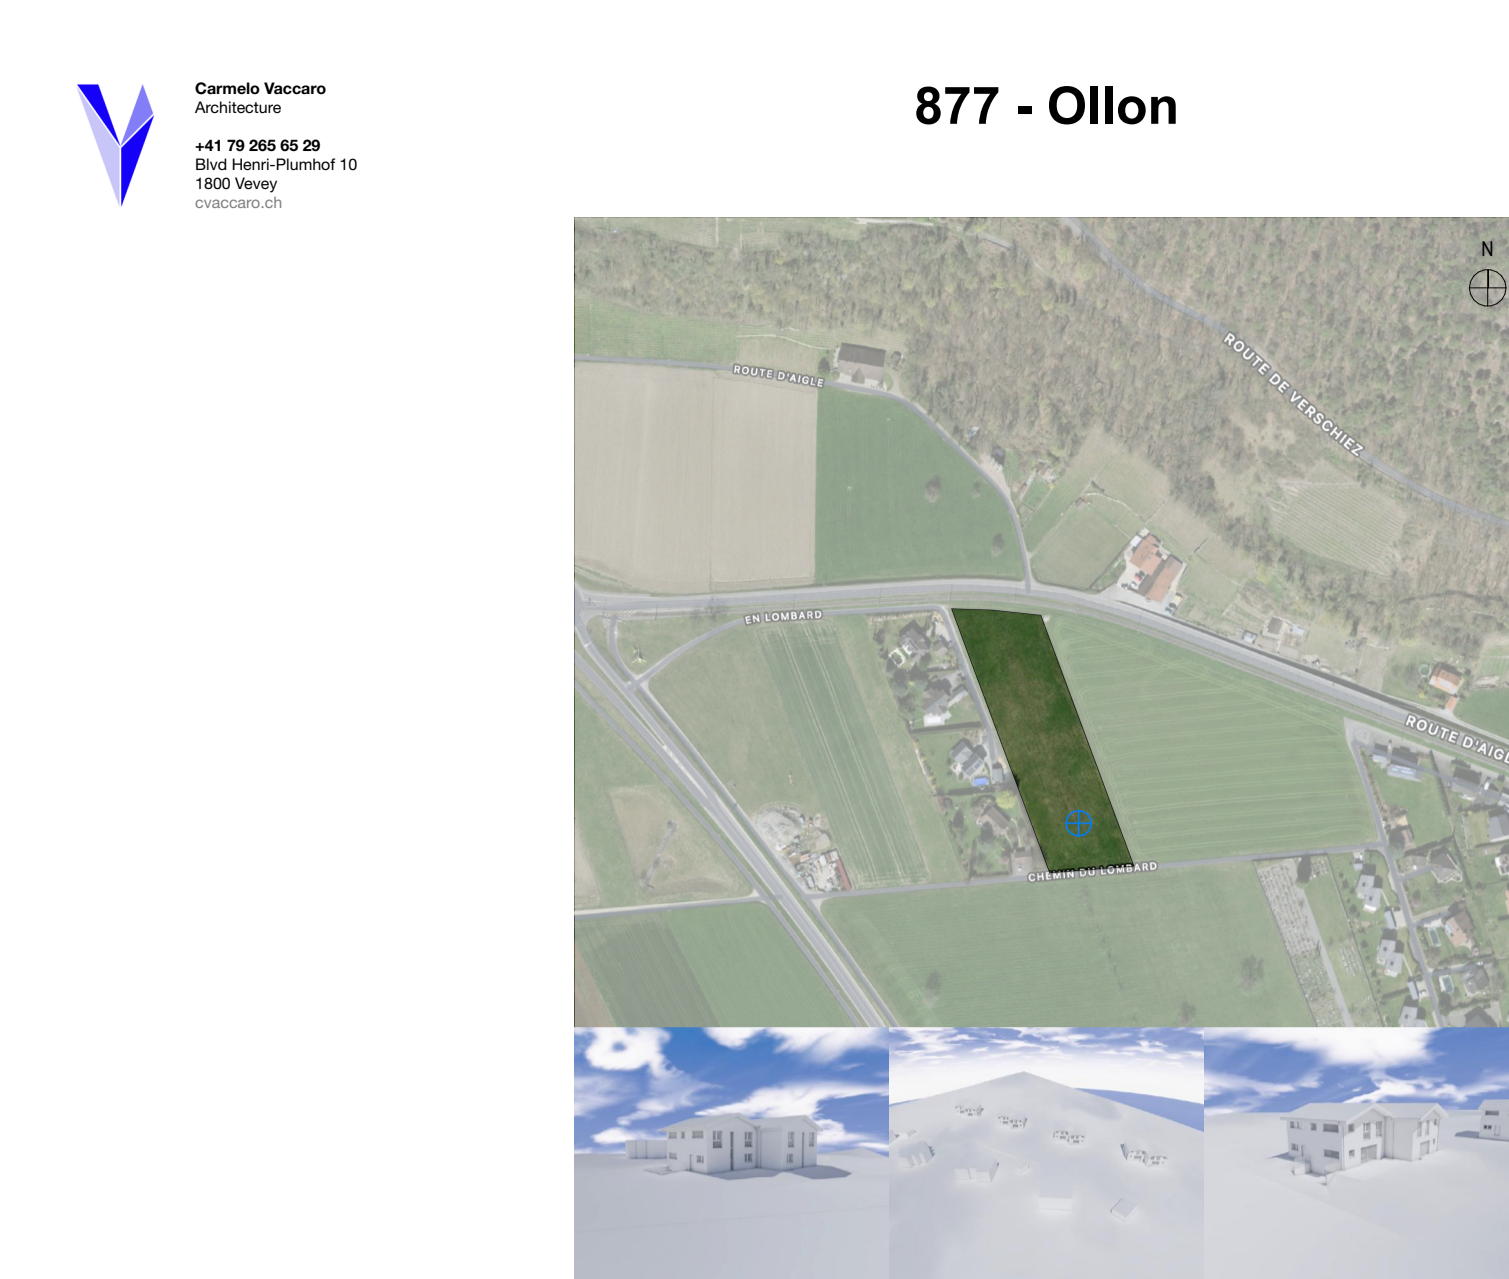 Carmelo Vaccaro
Architecture
+41 79 265 65 29
Blvd Henri-Plumhof 10
1800 Vevey
cvaccaro.ch
877 - Ollon
N
ROUTE DE VERSCHIEZ
ROUTE D'AIGLE
EN LOMBARD
ROUTE D'AIGL
CHEMIN DU LOMBARD